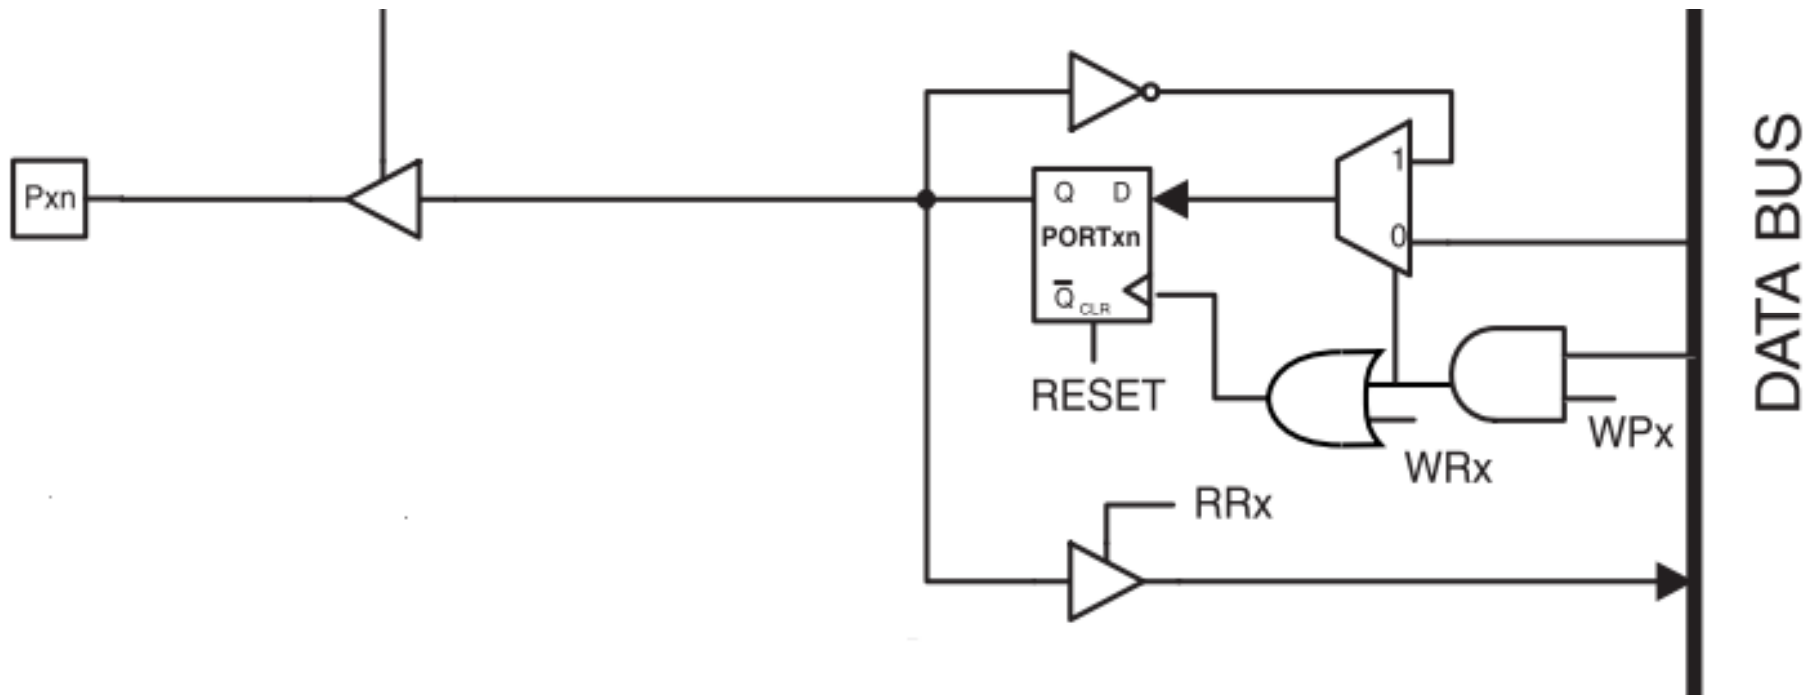 Pxn
1
Q D
0
PORTxn
Q̅ CLR
RESET
WPx
WRx
RRx
DATA BUS